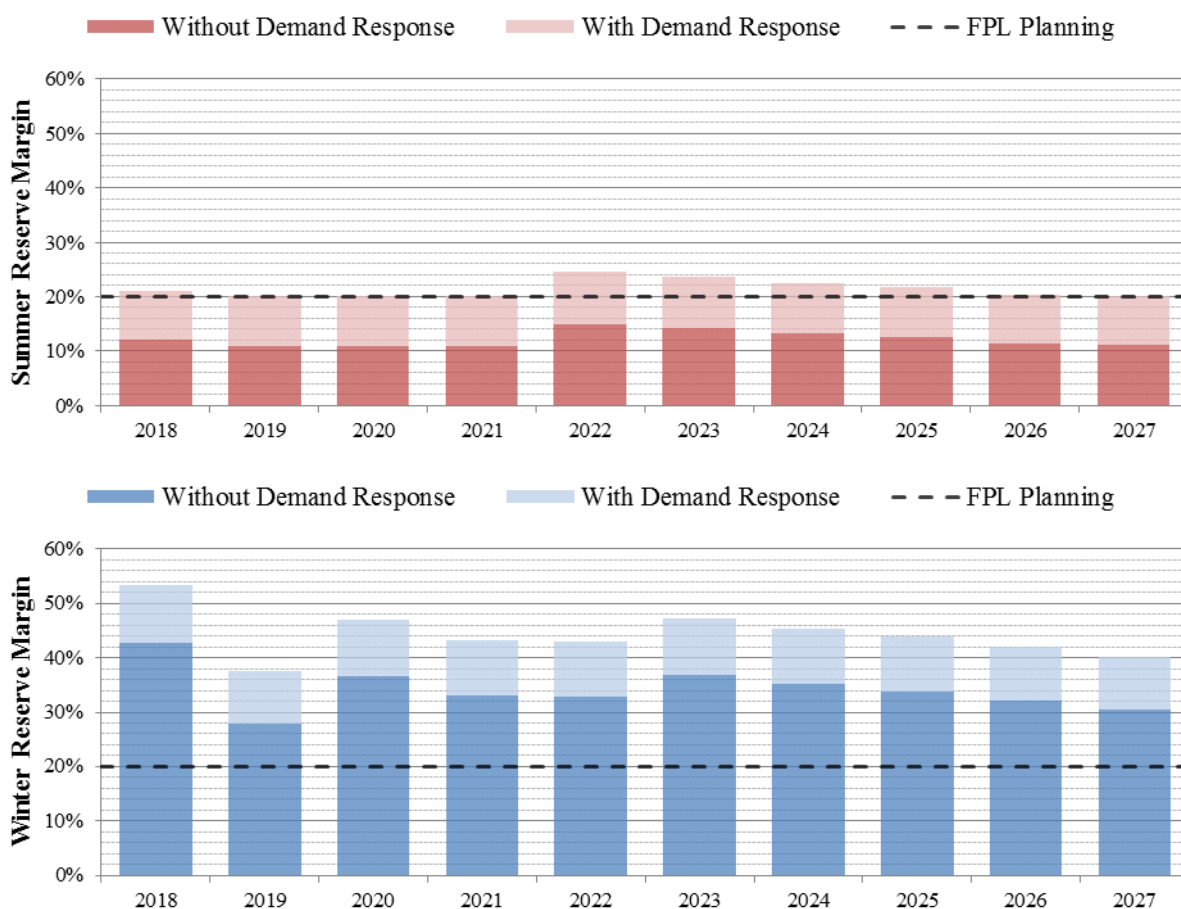 Without Demand Response With Demand Response FPL Planning
Summer Reserve Margin
60%
50%
40%
30%
20%
10%
0%
2018 2019 2020 2021 2022 2023 2024 2025 2026 2027
Without Demand Response With Demand Response FPL Planning
Winter Reserve Margin
60%
50%
40%
30%
20%
10%
0%
2018 2019 2020 2021 2022 2023 2024 2025 2026 2027